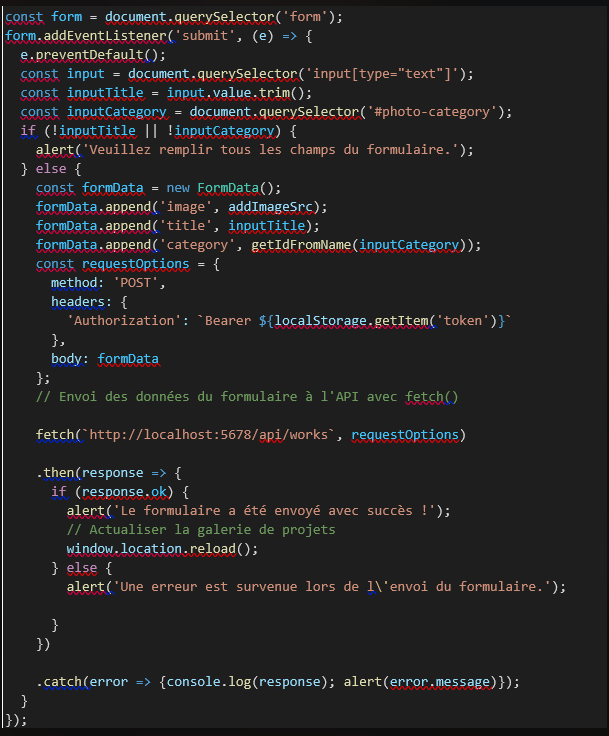 const form = document.querySelector('form');
form.addEventListener('submit', (e) => {
  e.preventDefault();
  const input = document.querySelector('input[type="text"]');
  const inputTitle = input.value.trim();
  const inputCategory = document.querySelector('#photo-category');
  if (!inputTitle || !inputCategory) {
    alert('Veuillez remplir tous les champs du formulaire.');
  } else {
    const formData = new FormData();
    formData.append('image', addImageSrc);
    formData.append('title', inputTitle);
    formData.append('category', getIdFromName(inputCategory));
    const requestOptions = {
      method: 'POST',
      headers: {
        'Authorization': `Bearer ${localStorage.getItem('token')}`
      },
      body: formData
    };
    // Envoi des données du formulaire à l'API avec fetch()
    fetch(`http://localhost:5678/api/works`, requestOptions)
    .then(response => {
      if (response.ok) {
        alert('Le formulaire a été envoyé avec succès !');
        // Actualiser la galerie de projets
        window.location.reload();
      } else {
        alert('Une erreur est survenue lors de l\'envoi du formulaire.');
      }
    })
    .catch(error => {console.log(response); alert(error.message)});
  }
});